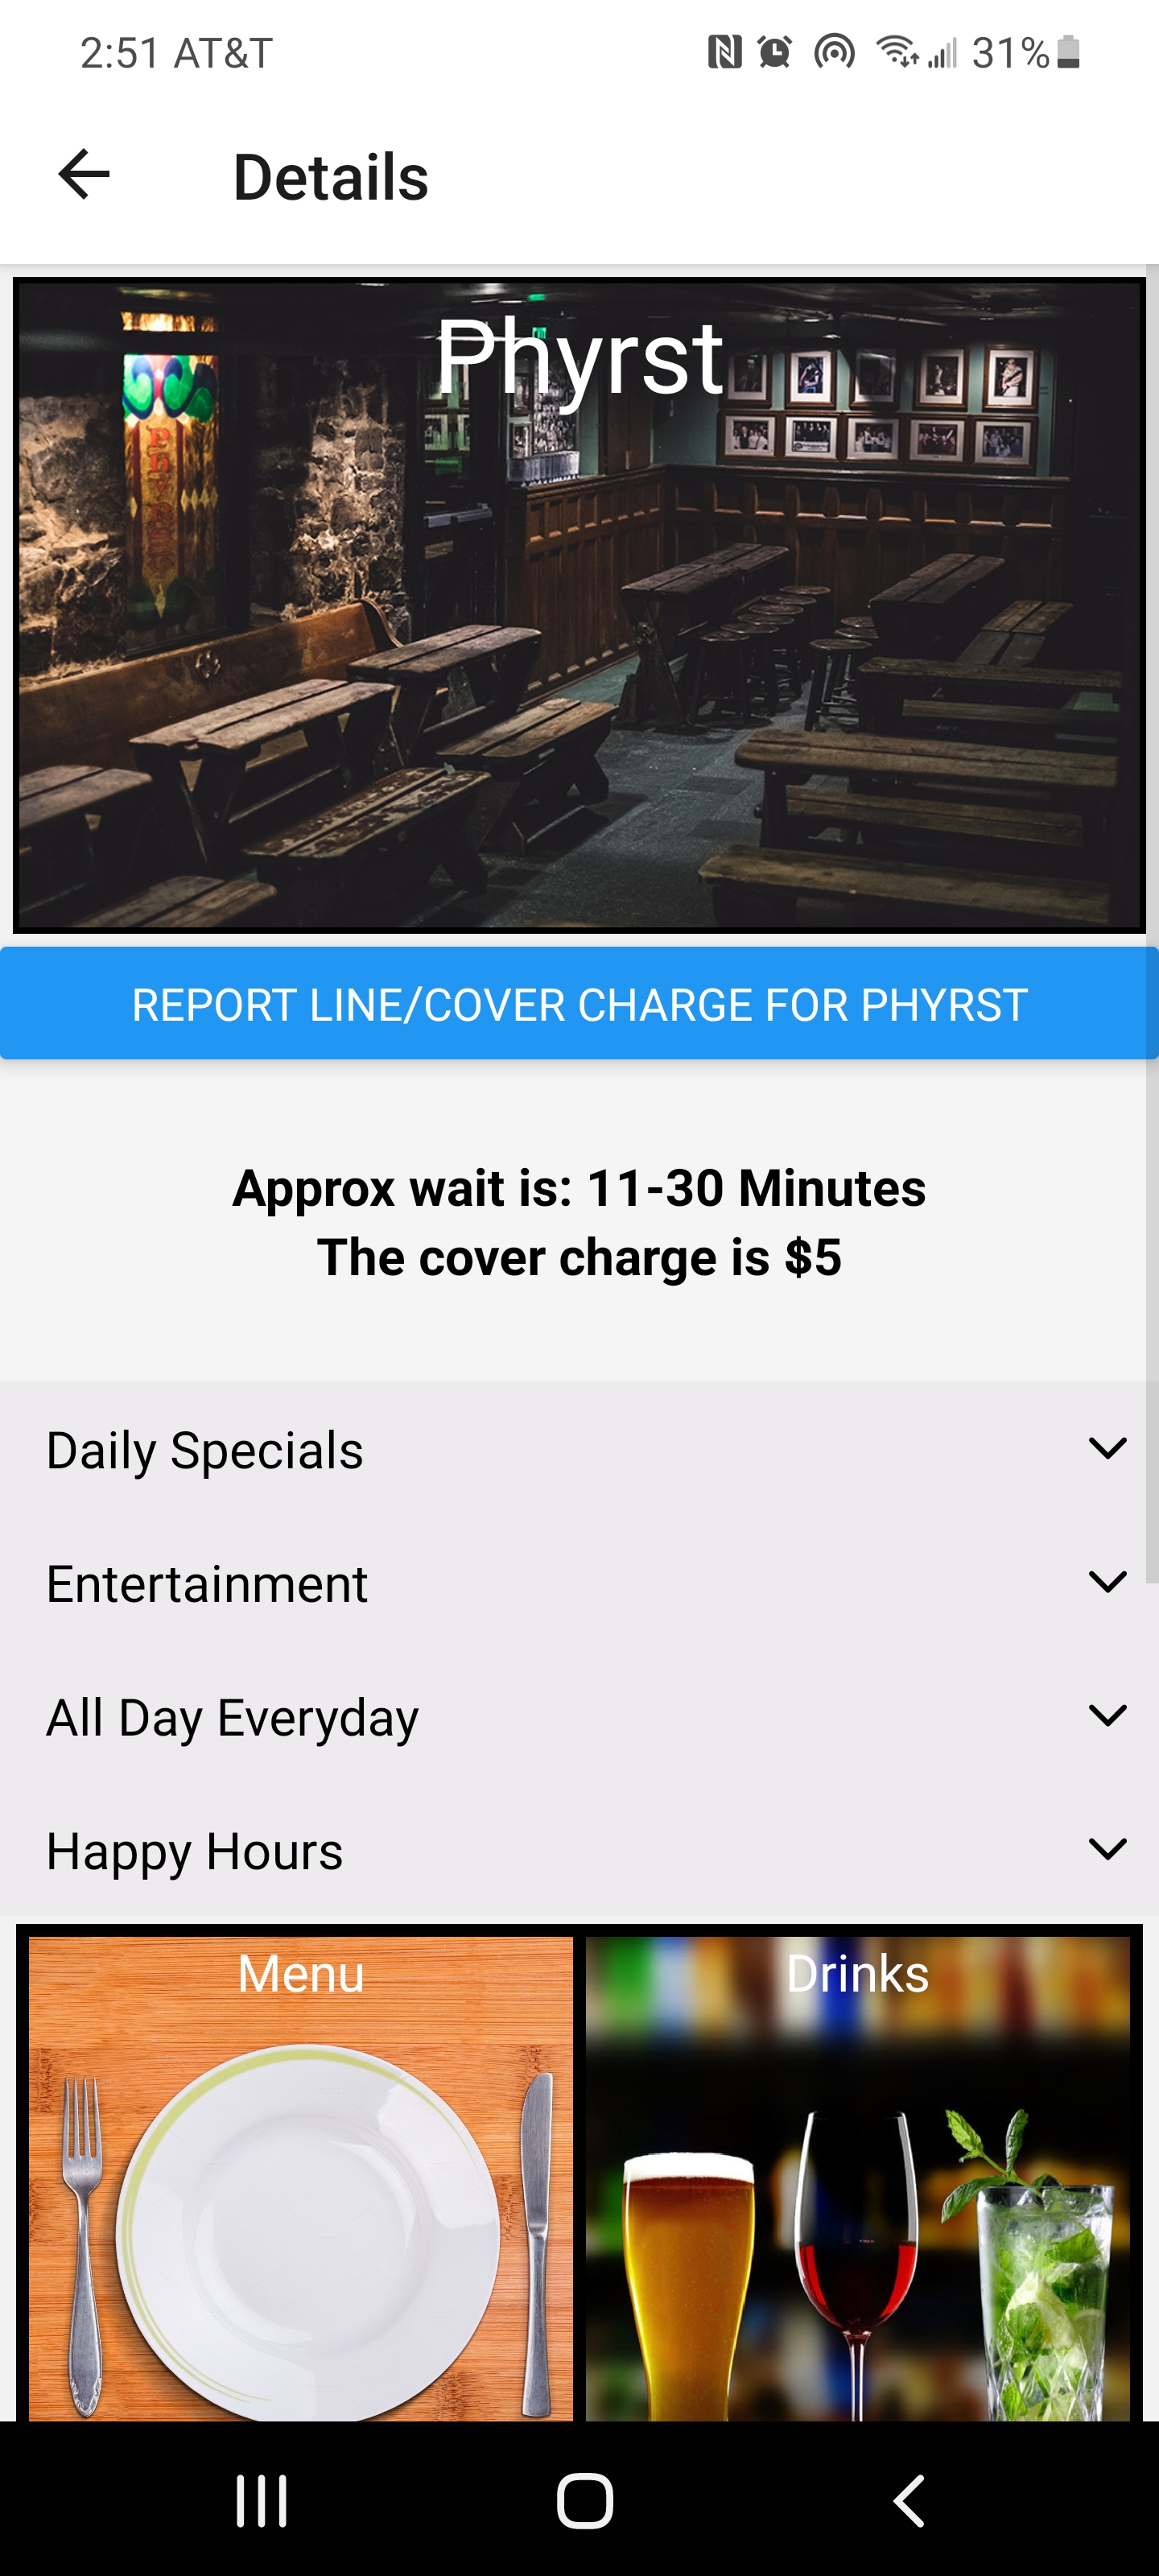 2:51 AT&T 31%
Details
Phyrst
Phyrst
REPORT LINE/COVER CHARGE FOR PHYRST
Approx wait is: 11-30 Minutes
The cover charge is $5
Daily Specials
Entertainment
All Day Everyday
Happy Hours
Menu Drinks